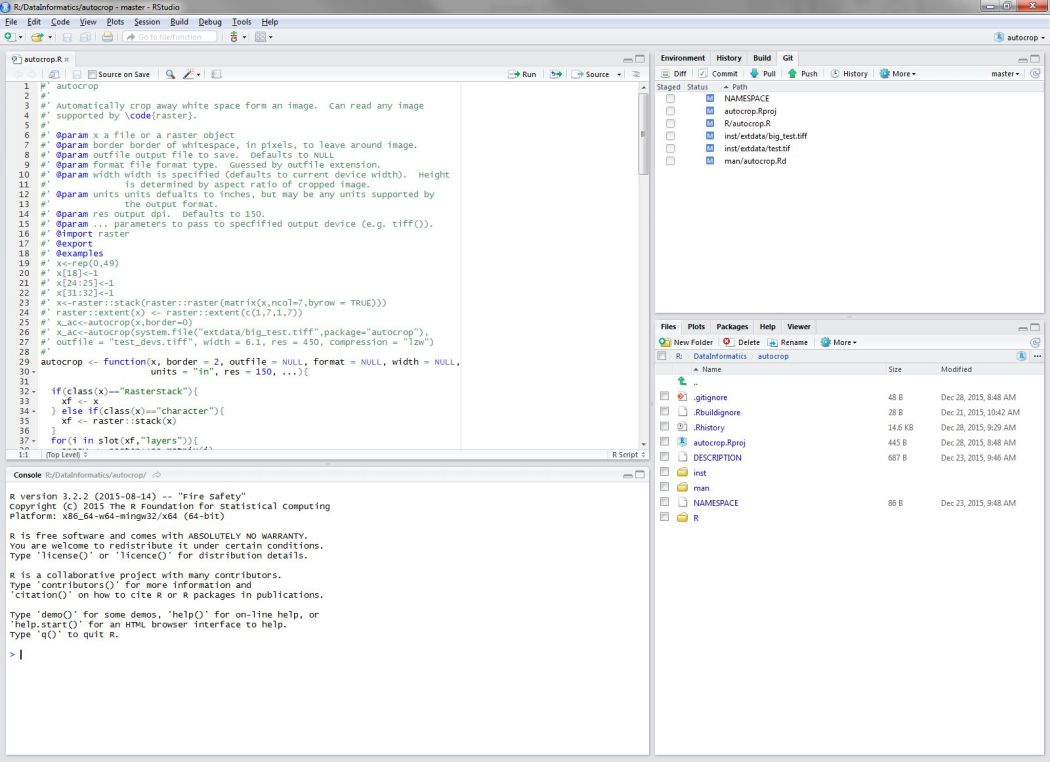 R:/DataInformatics/autocrop - master - RStudio
File Edit Code View Plots Session Build Debug Tools Help
Go to file/function
autocrop
autocrop.R
Source on Save
Run
Source
1 #' autocrop
2 #'
3 #' Automatically crop away white space form an image.  Can read any image
4 #' supported by \code{raster}.
5 #'
6 #' @param x a file or a raster object
7 #' @param border border of whitespace, in pixels, to leave around image.
8 #' @param outfile output file to save.  Defaults to NULL
9 #' @param format file format type.  Guessed by outfile extension.
10 #' @param width width is specified (defaults to current device width).  Height
11 #'              is determined by aspect ratio of cropped image.
12 #' @param units units defualts to inches, but may be any units supported by
13 #'              the output format.
14 #' @param res output dpi.  Defaults to 150.
15 #' @param ... parameters to pass to specfified output device (e.g. tiff()).
16 #' @import raster
17 #' @export
18 #' @examples
19 #' x<-rep(0,49)
20 #' x[18]<-1
21 #' x[24:25]<-1
22 #' x[31:32]<-1
23 #' x<-raster::stack(raster::raster(matrix(x,ncol=7,byrow = TRUE)))
24 #' raster::extent(x) <- raster::extent(c(1,7,1,7))
25 #' x_ac<-autocrop(x,border=0)
26 #' x_ac<-autocrop(system.file("extdata/big_test.tiff",package="autocrop"),
27 #' outfile = "test_devs.tiff", width = 6.1, res = 450, compression = "lzw")
28 #'
29 autocrop <- function(x, border = 2, outfile = NULL, format = NULL, width = NULL,
30 units = "in", res = 150, ...){
31
32 if(class(x)=="RasterStack"){
33 xf <- x
34 } else if(class(x)=="character"){
35 xf <- raster::stack(x)
36 }
37 for(i in slot(xf,"layers")){
1:1 (Top Level) R Script
Console R:/DataInformatics/autocrop/
R version 3.2.2 (2015-08-14) -- "Fire Safety"
Copyright (C) 2015 The R Foundation for Statistical Computing
Platform: x86_64-w64-mingw32/x64 (64-bit)
R is free software and comes with ABSOLUTELY NO WARRANTY.
You are welcome to redistribute it under certain conditions.
Type 'license()' or 'licence()' for distribution details.
R is a collaborative project with many contributors.
Type 'contributors()' for more information and
'citation()' on how to cite R or R packages in publications.
Type 'demo()' for some demos, 'help()' for on-line help, or
'help.start()' for an HTML browser interface to help.
Type 'q()' to quit R.
>
Environment History Build Git
Diff Commit Pull Push History More master
Staged Status Path
M NAMESPACE
M autocrop.Rproj
M R/autocrop.R
M inst/extdata/big_test.tiff
M inst/extdata/test.tif
M man/autocrop.Rd
Files Plots Packages Help Viewer
New Folder Delete Rename More
R: DataInformatics autocrop ...
Name Size Modified
..
.gitignore 48 B Dec 28, 2015, 8:48 AM
.Rbuildignore 28 B Dec 21, 2015, 10:42 AM
.Rhistory 14.6 KB Dec 28, 2015, 9:29 AM
autocrop.Rproj 445 B Dec 28, 2015, 8:48 AM
DESCRIPTION 687 B Dec 23, 2015, 9:46 AM
inst
man
NAMESPACE 86 B Dec 23, 2015, 9:48 AM
R